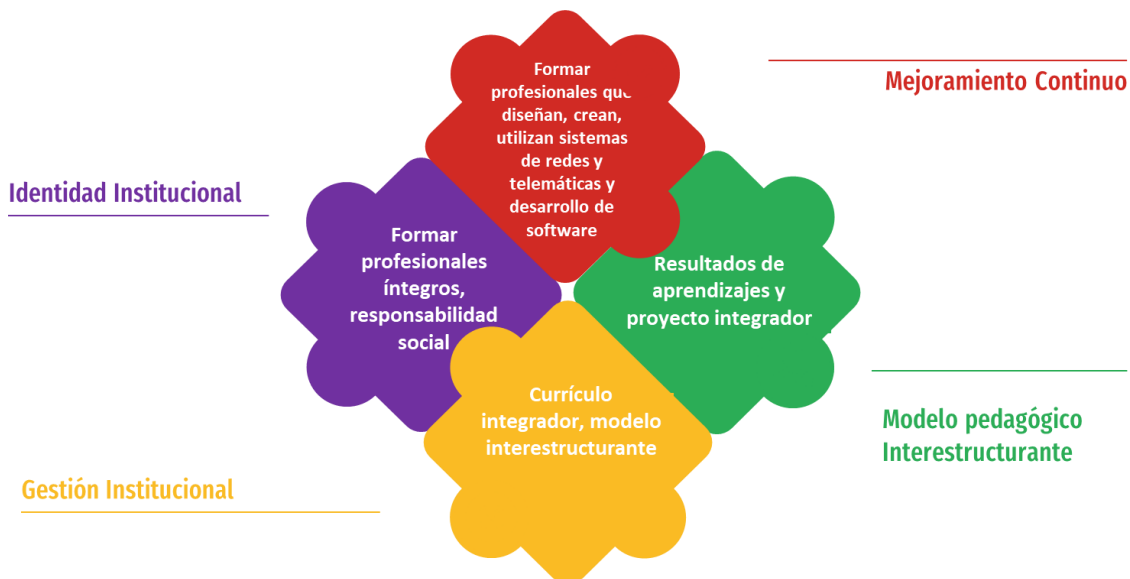 Formar
profesionales que
diseñan, crean,
utilizan sistemas
de redes y
telemáticas y
desarrollo de
software
Mejoramiento Continuo
Identidad Institucional
Formar
profesionales
íntegros,
responsabilidad
social
Resultados de
aprendizajes y
proyecto integrador
Currículo
integrador, modelo
interestructurante
Modelo pedagógico
Interestructurante
Gestión Institucional